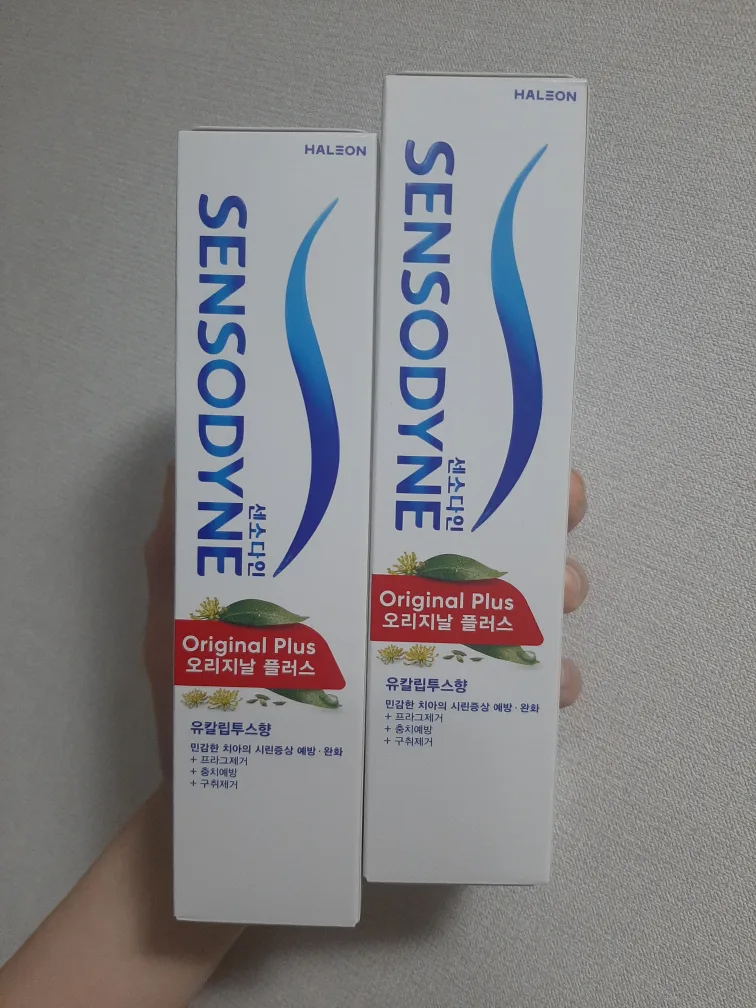 HALEON
SENSODYNE
센소다인
Original Plus
오리지날 플러스
유칼립투스향
민감한 치아의 시린증상 예방·완화
+ 프라그제거
+ 충치예방
+ 구취제거
HALEON
SENSODYNE
센소다인
Original Plus
오리지날 플러스
유칼립투스향
민감한 치아의 시린증상 예방·완화
+ 프라그제거
+ 충치예방
+ 구취제거